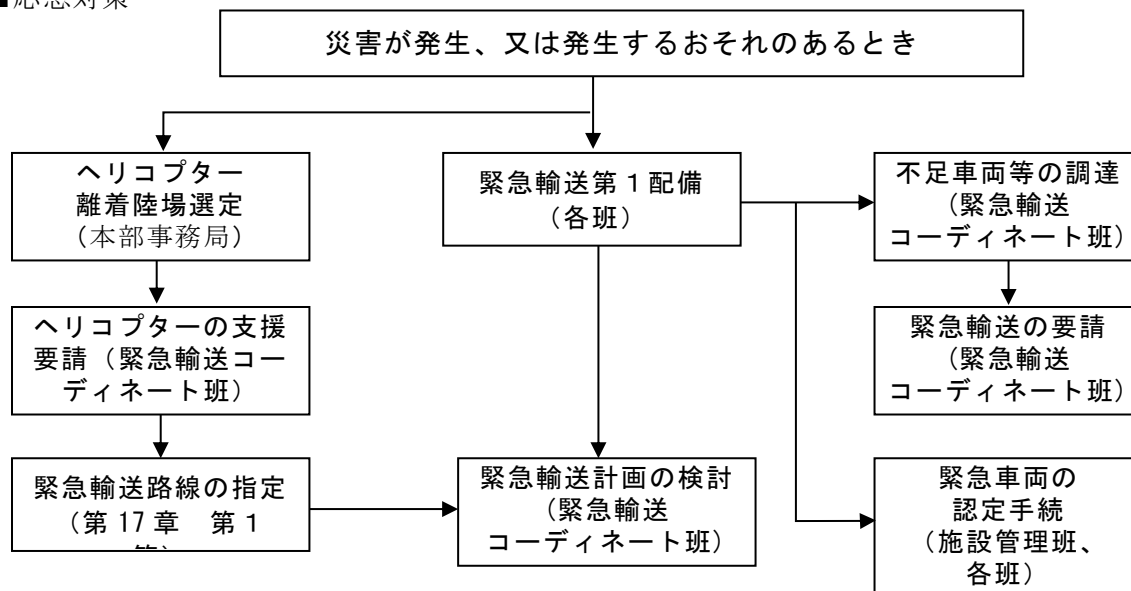 災害が発生、又は発生するおそれのあるとき
ヘリコプター
離着陸場選定
（本部事務局）
緊急輸送第１配備
（各班）
不足車両等の調達
（緊急輸送
コーディネート班）
ヘリコプターの支援
要請（緊急輸送コー
ディネート班）
緊急輸送の要請
（緊急輸送
コーディネート班）
緊急輸送路線の指定
（第 17 章　第１
緊急輸送計画の検討
（緊急輸送
コーディネート班）
緊急車両の
認定手続
（施設管理班、
各班）